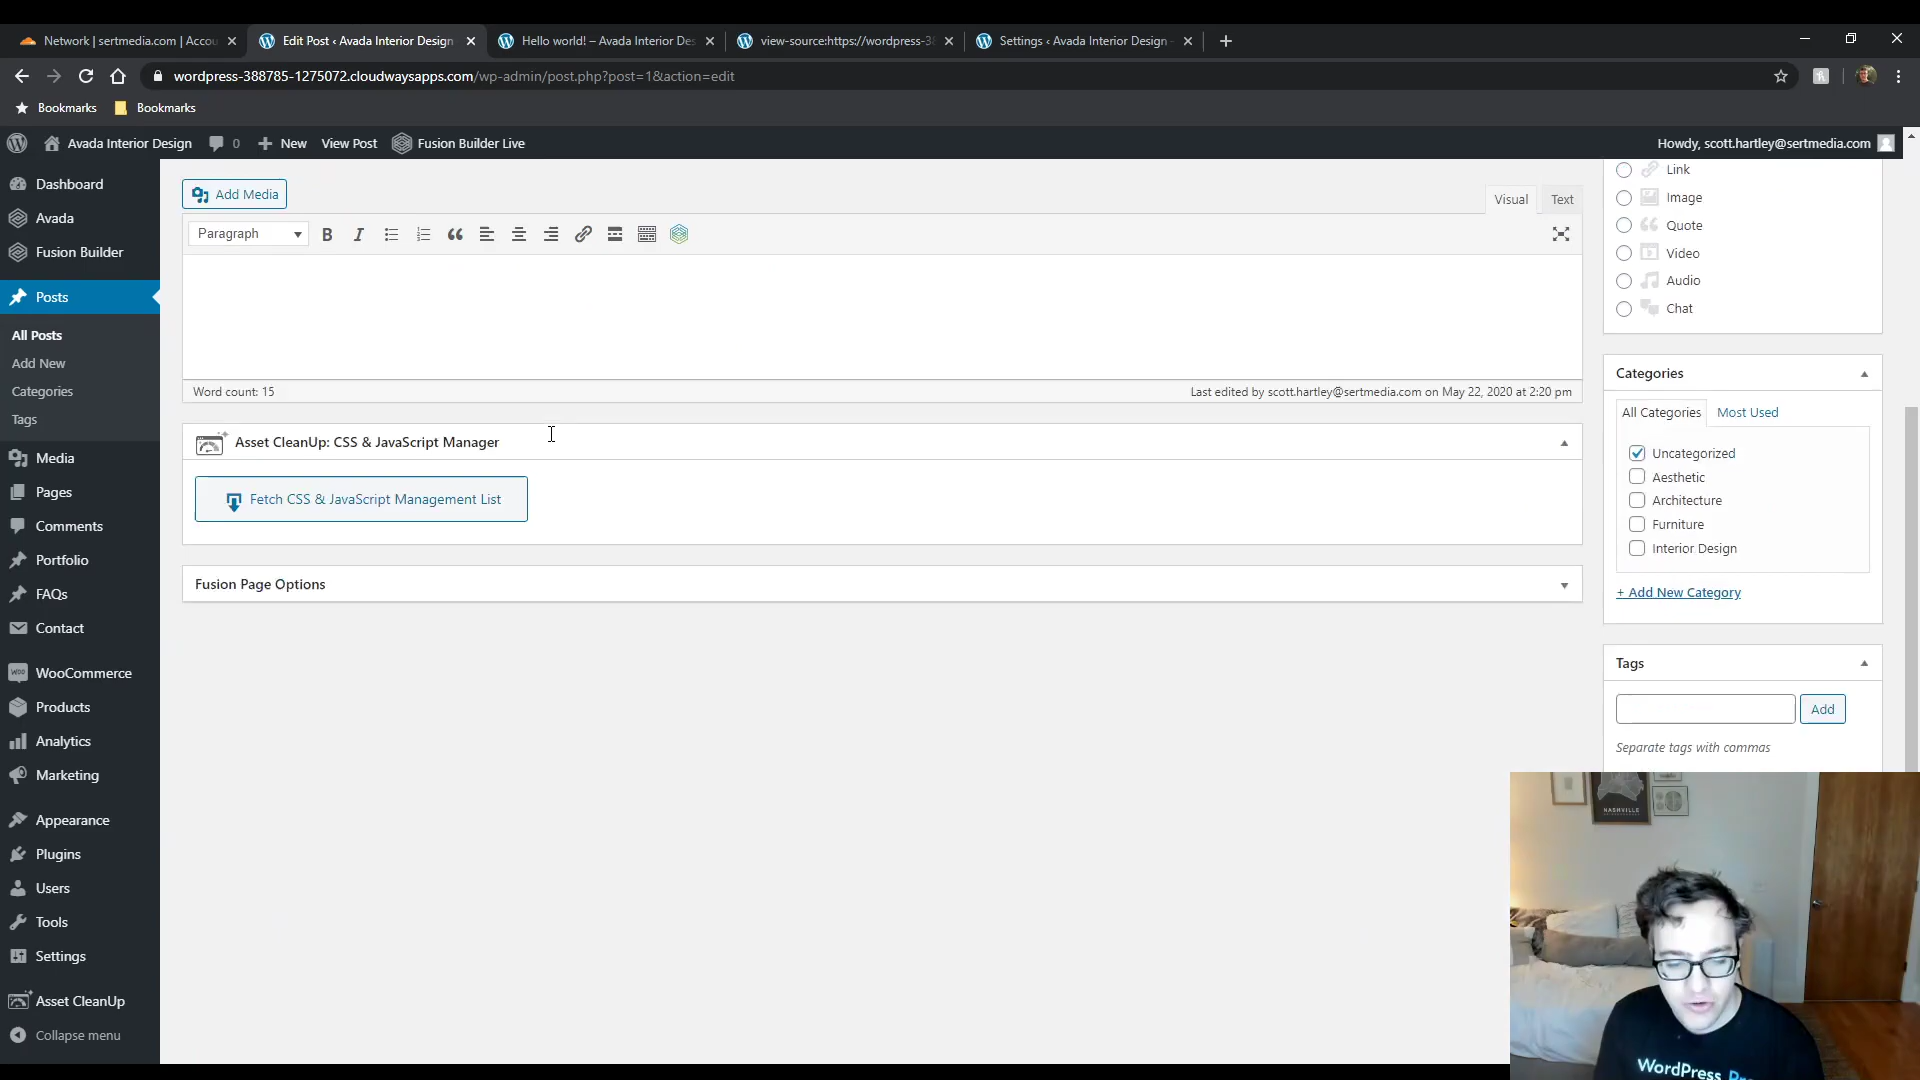 Network | sertmedia.com | Accou
Edit Post ‹ Avada Interior Design
Hello world! – Avada Interior Des
view-source:https://wordpress-38
Settings ‹ Avada Interior Design -
wordpress-388785-1275072.cloudwaysapps.com/wp-admin/post.php?post=1&action=edit
Bookmarks
Bookmarks
Avada Interior Design
0
New
View Post
Fusion Builder Live
Howdy, scott.hartley@sertmedia.com
Dashboard
Avada
Fusion Builder
Posts
All Posts
Add New
Categories
Tags
Media
Pages
Comments
Portfolio
FAQs
Contact
WooCommerce
Products
Analytics
Marketing
Appearance
Plugins
Users
Tools
Settings
Asset CleanUp
Collapse menu
Add Media
Visual
Text
Paragraph
Word count: 15
Last edited by scott.hartley@sertmedia.com on May 22, 2020 at 2:20 pm
Asset CleanUp: CSS & JavaScript Manager
Fetch CSS & JavaScript Management List
Fusion Page Options
Link
Image
Quote
Video
Audio
Chat
Categories
All Categories
Most Used
Uncategorized
Aesthetic
Architecture
Furniture
Interior Design
+ Add New Category
Tags
Add
Separate tags with commas
NASHVILLE
WordPress